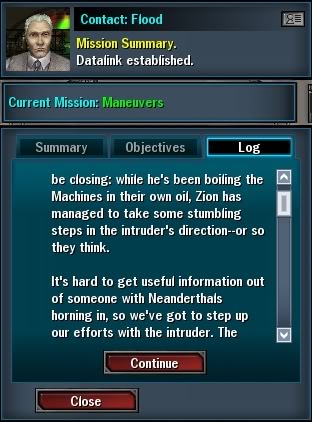 Contact: Flood
Mission Summary.
Datalink established.
Current Mission: Maneuvers
Summary
Objectives
Log
be closing: while he's been boiling the
Machines in their own oil, Zion has
managed to take some stumbling
steps in the intruder's direction--or so
they think.
It's hard to get useful information out
of someone with Neanderthals
horning in, so we've got to step up
our efforts with the intruder. The
Continue
Close